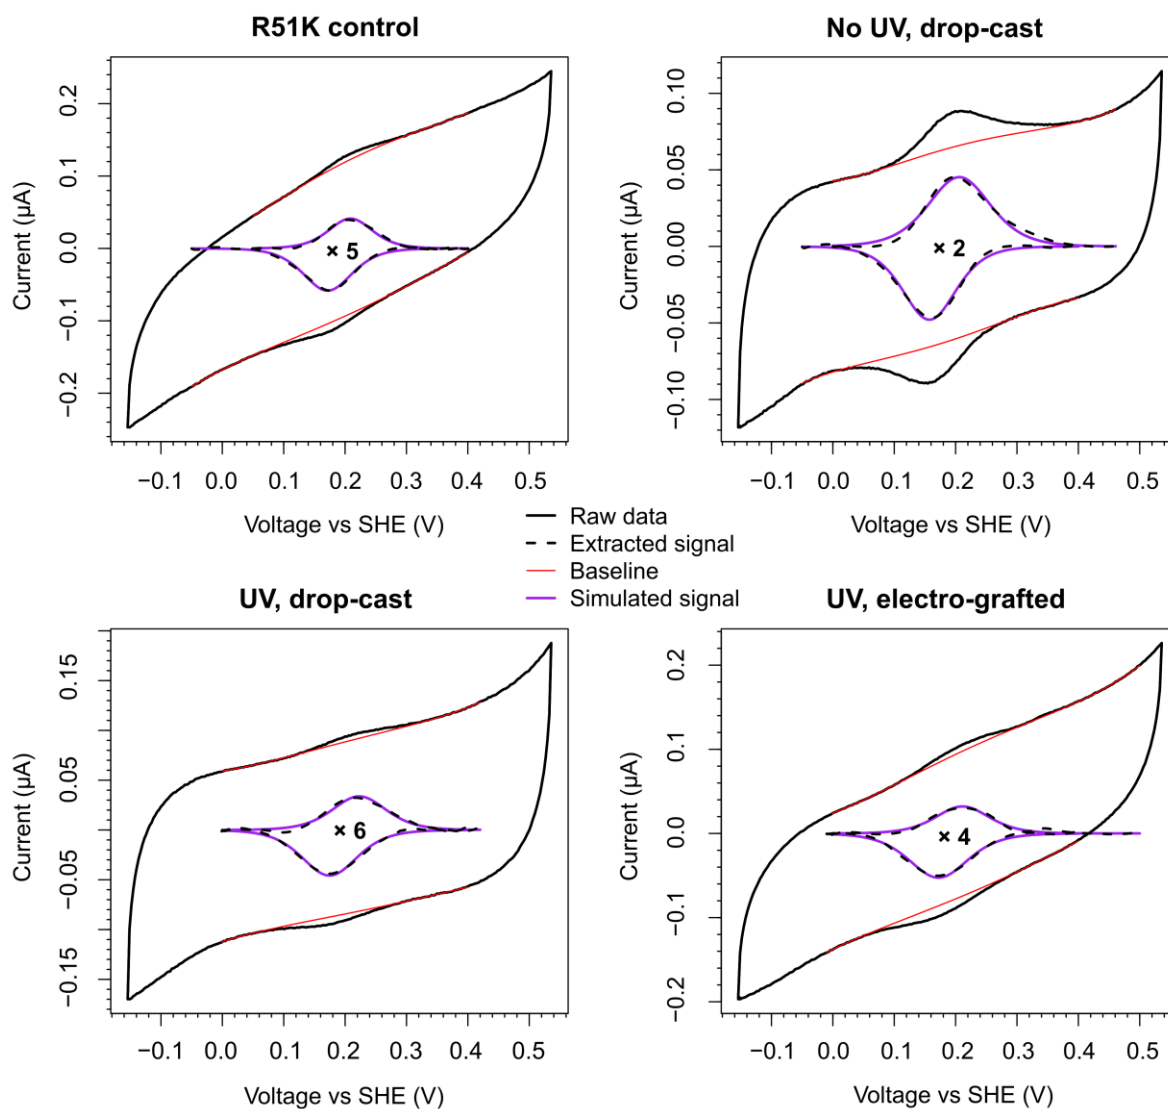 R51K control
No UV, drop-cast
Current (µA)
0.2
0.1
0.0
−0.1
−0.2
× 5
−0.1 0.0 0.1 0.2 0.3 0.4 0.5
Voltage vs SHE (V)
Current (µA)
0.10
0.05
0.00
−0.05
−0.10
× 2
−0.1 0.0 0.1 0.2 0.3 0.4 0.5
Voltage vs SHE (V)
Raw data
Extracted signal
Baseline
Simulated signal
UV, drop-cast
UV, electro-grafted
Current (µA)
0.15
0.05
−0.05
−0.15
× 6
−0.1 0.0 0.1 0.2 0.3 0.4 0.5
Voltage vs SHE (V)
Current (µA)
0.2
0.1
0.0
−0.1
−0.2
× 4
−0.1 0.0 0.1 0.2 0.3 0.4 0.5
Voltage vs SHE (V)